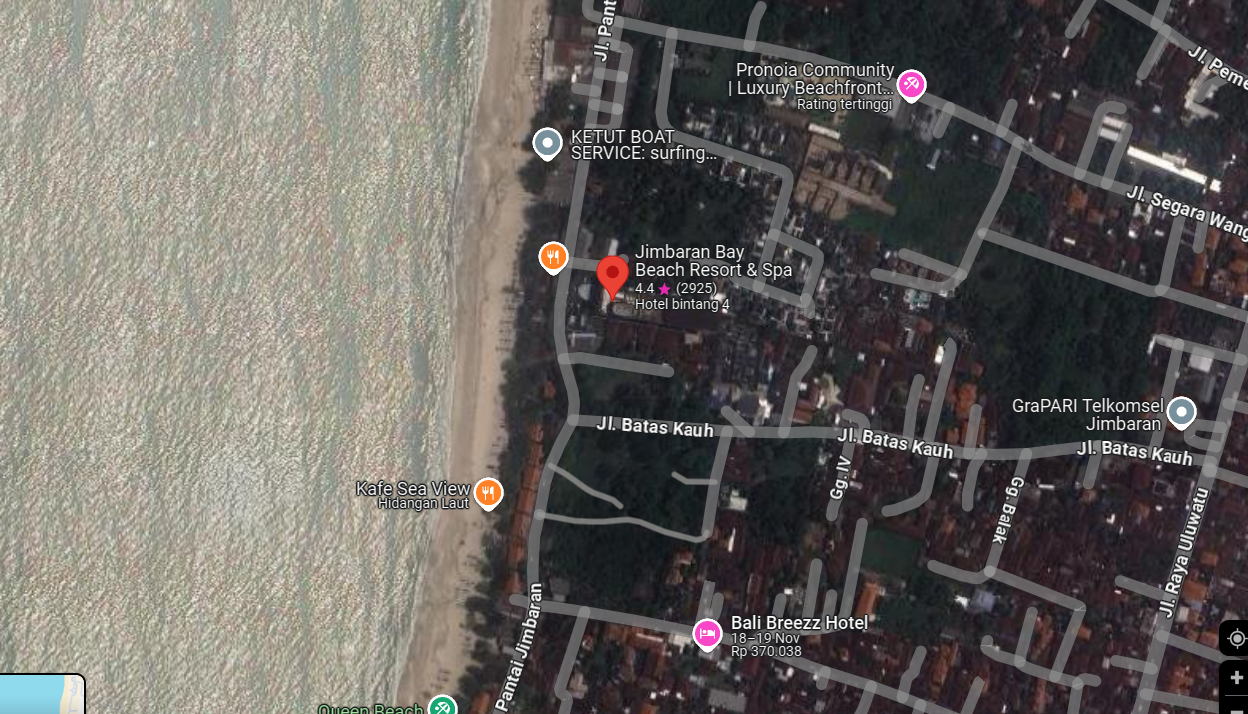 Jl. Pant
Jl. Peme
Pronoia Community
| Luxury Beachfront...
Rating tertinggi
KETUT BOAT
SERVICE: surfing...
Jl. Segara Wang
Jimbaran Bay
Beach Resort & Spa
4.4 ★ (2925)
Hotel bintang 4
GraPARI Telkomsel
Jimbaran
Jl. Batas Kauh
Jl. Batas Kauh
Jl. Batas Kauh
Gg. IV
Gg. Balak
Jl. Raya Uluwatu
Kafe Sea View
Hidangan Laut
Pantai Jimbaran
Bali Breezz Hotel
18–19 Nov
Rp 370.038
Queen Beach